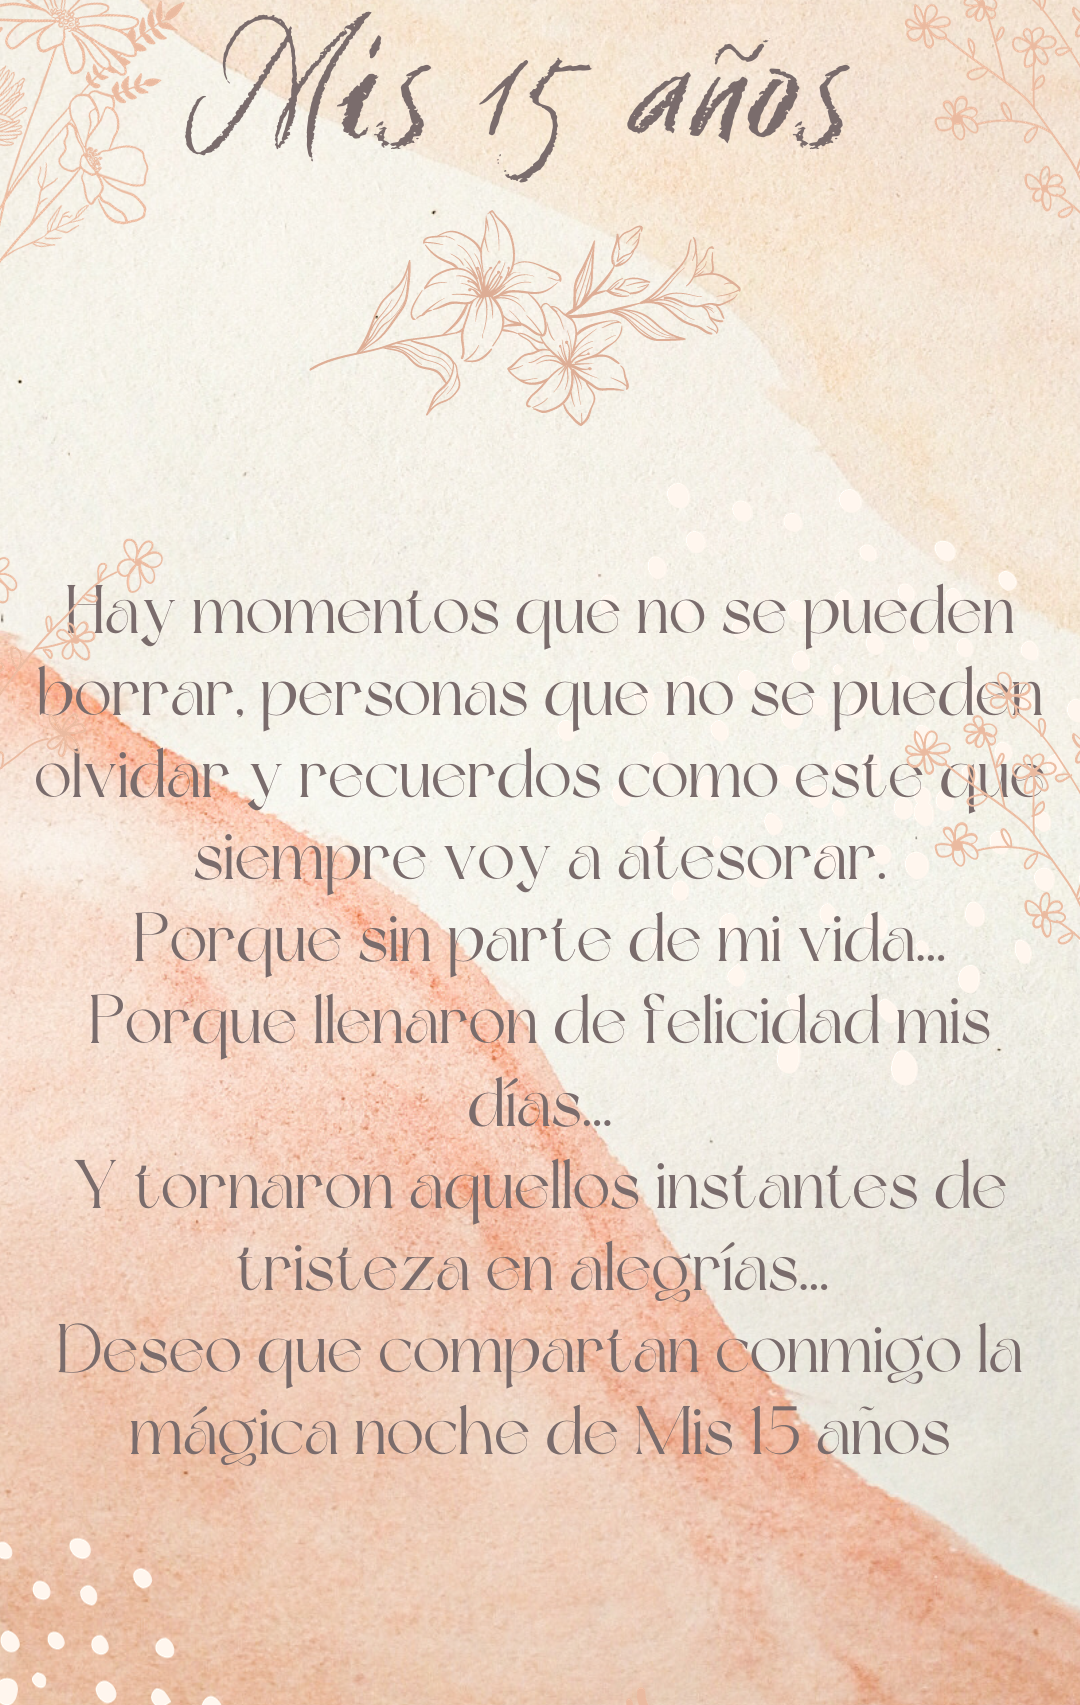 Mis 15 años
Hay momentos que no se pueden
borrar, personas que no se pueden
olvidar y recuerdos como este que
siempre voy a atesorar.
Porque sin parte de mi vida...
Porque llenaron de felicidad mis
días...
Y tornaron aquellos instantes de
tristeza en alegrías...
Deseo que compartan conmigo la
mágica noche de Mis 15 años